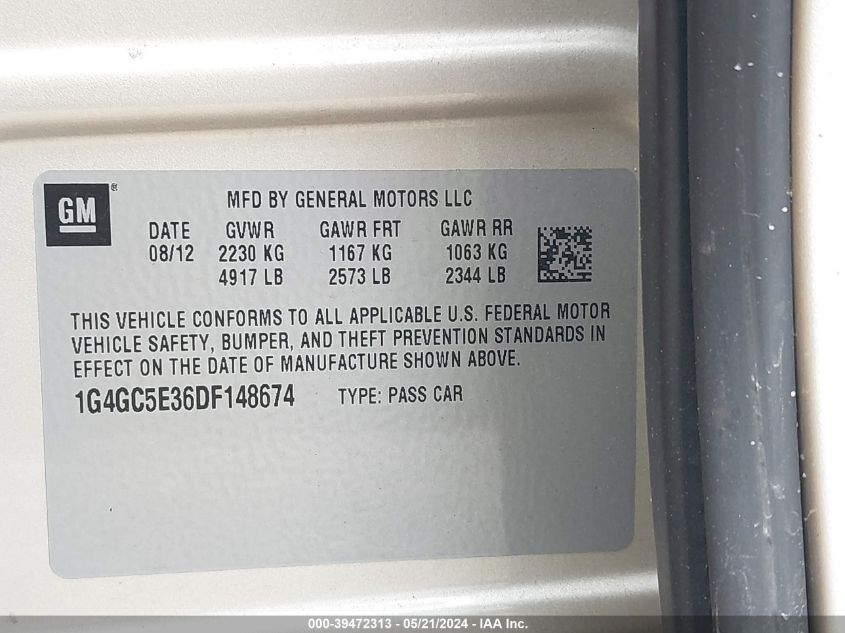 GM®
MFD BY GENERAL MOTORS LLC
DATE GVWR GAWR FRT GAWR RR
08/12 2230 KG 1167 KG 1063 KG
4917 LB 2573 LB 2344 LB
THIS VEHICLE CONFORMS TO ALL APPLICABLE U.S. FEDERAL MOTOR
VEHICLE SAFETY, BUMPER, AND THEFT PREVENTION STANDARDS IN
EFFECT ON THE DATE OF MANUFACTURE SHOWN ABOVE.
1G4GC5E36DF148674 TYPE: PASS CAR
000-39472313 - 05/21/2024 - IAA Inc.